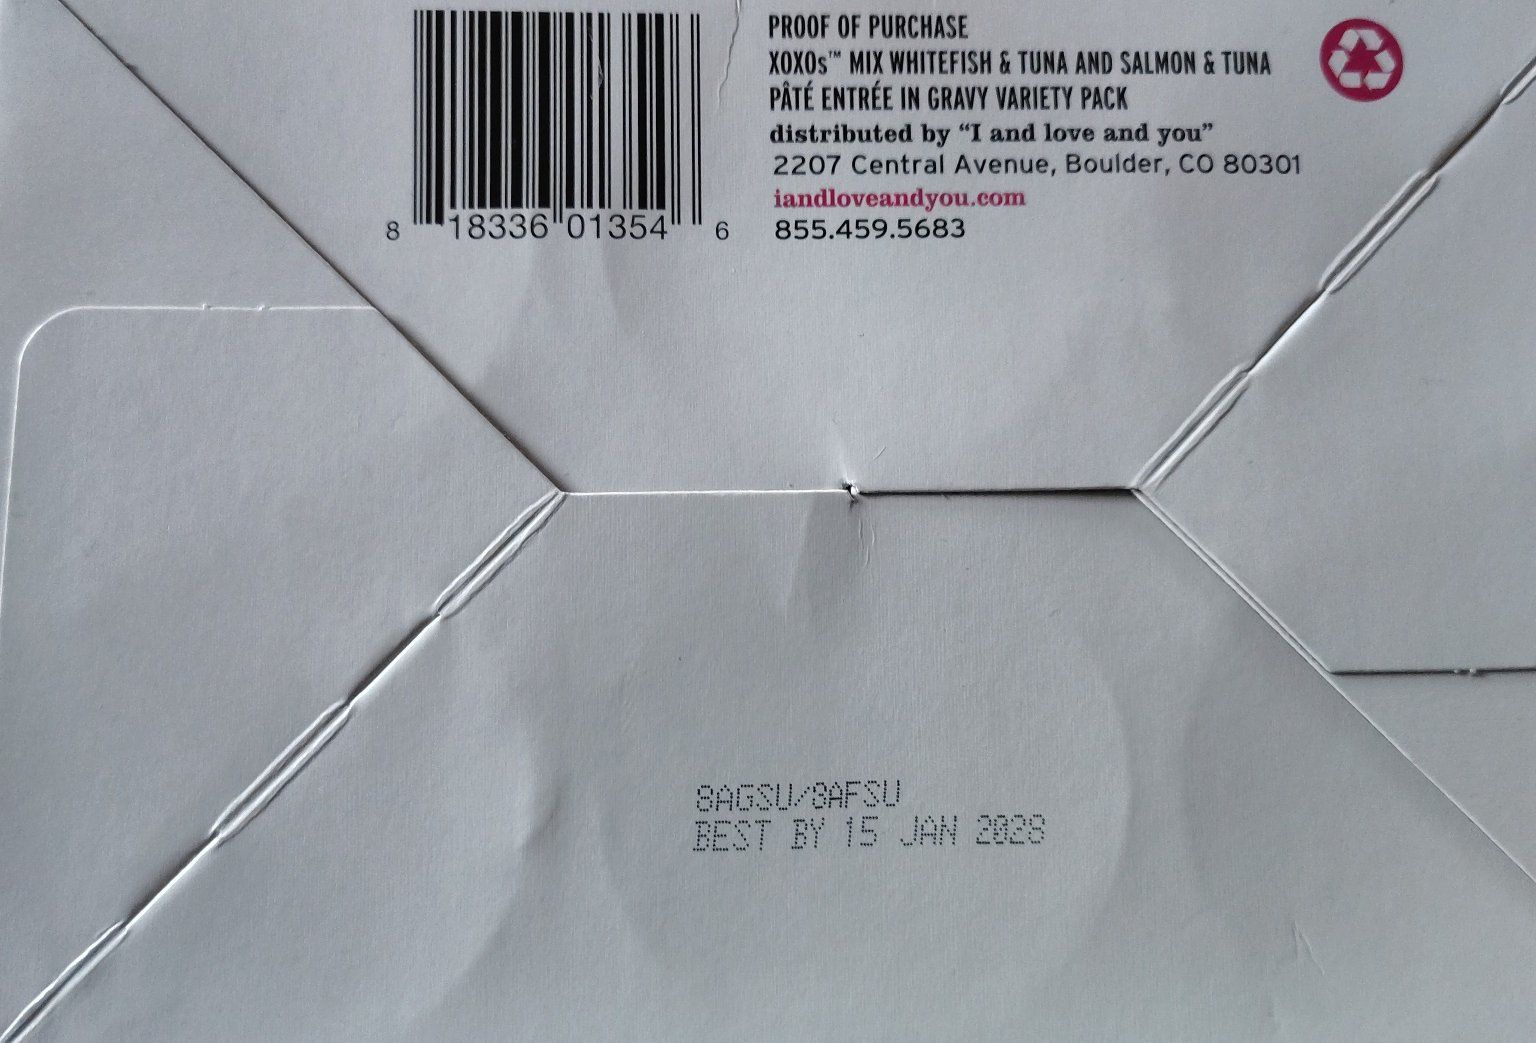 PROOF OF PURCHASE
XOXOs™ MIX WHITEFISH & TUNA AND SALMON & TUNA
PÂTÉ ENTRÉE IN GRAVY VARIETY PACK
distributed by “I and love and you”
2207 Central Avenue, Boulder, CO 80301
iandloveandyou.com
855.459.5683
8 18336 01354 6
8AGSU/8AFSU
BEST BY 15 JAN 2028